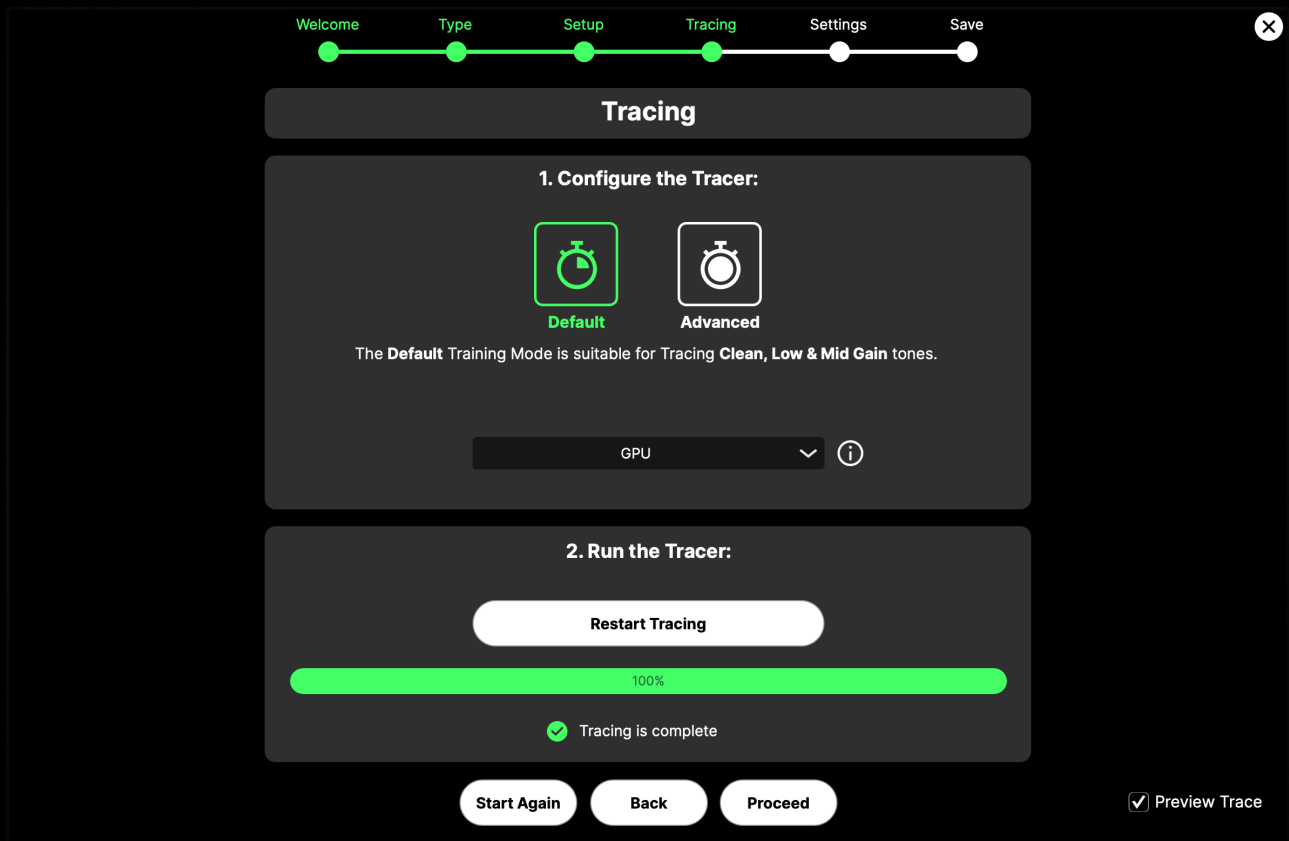 Welcome Type Setup Tracing Settings Save
Tracing
1. Configure the Tracer:
Default Advanced
The Default Training Mode is suitable for Tracing Clean, Low & Mid Gain tones.
GPU
2. Run the Tracer:
Restart Tracing
100%
Tracing is complete
Start Again Back Proceed Preview Trace